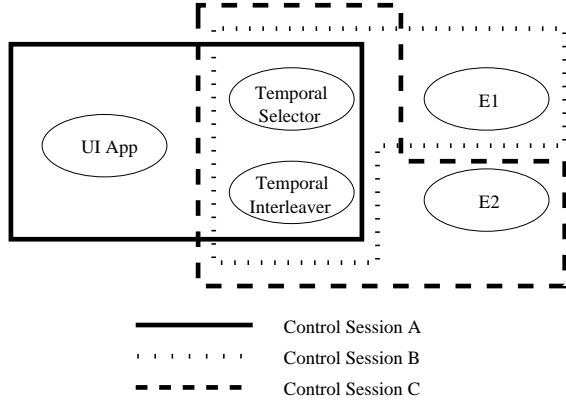 Temporal
Selector
E1
UI App
Temporal
Interleaver
E2
Control Session A
Control Session B
Control Session C